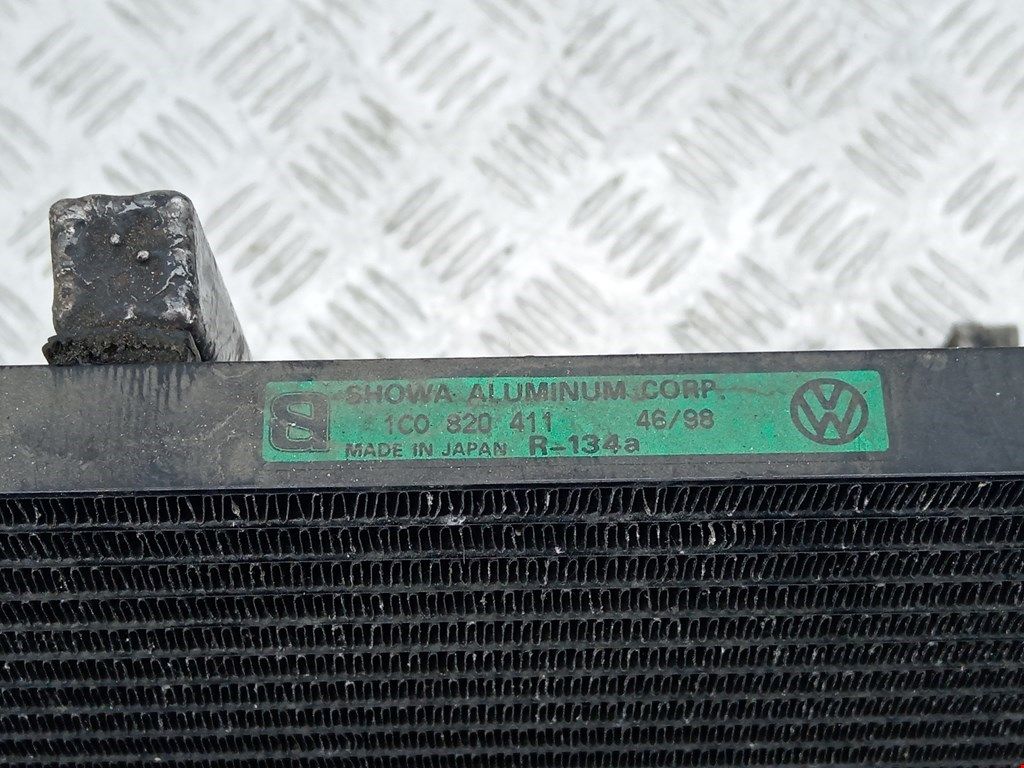 SHOWA ALUMINUM CORP.
1C0 820 411 46/98
MADE IN JAPAN R-134a